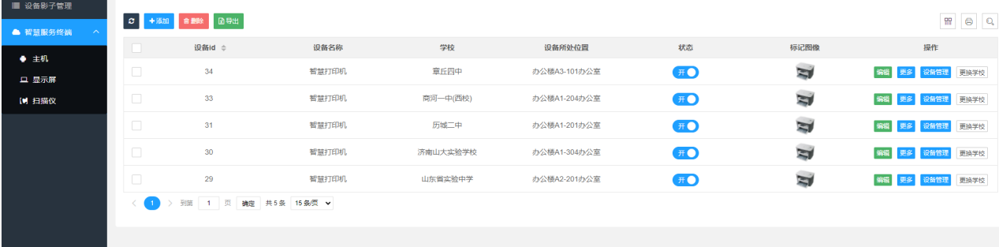 设备影子管理
智慧服务终端
主机
显示屏
扫描仪
+添加 删除 导出
设备id 设备名称 学校 设备所处位置 状态 标记图像 操作
34 智慧打印机 章丘四中 办公楼A3-101办公室 开 编辑 更多 设备管理 更换学校
33 智慧打印机 商河一中(西校) 办公楼A1-204办公室 开 编辑 更多 设备管理 更换学校
31 智慧打印机 历城二中 办公楼A1-201办公室 开 编辑 更多 设备管理 更换学校
30 智慧打印机 济南山大实验学校 办公楼A1-304办公室 开 编辑 更多 设备管理 更换学校
29 智慧打印机 山东省实验中学 办公楼A2-201办公室 开 编辑 更多 设备管理 更换学校
1 到第 1 页 确定 共 5 条 15 条/页